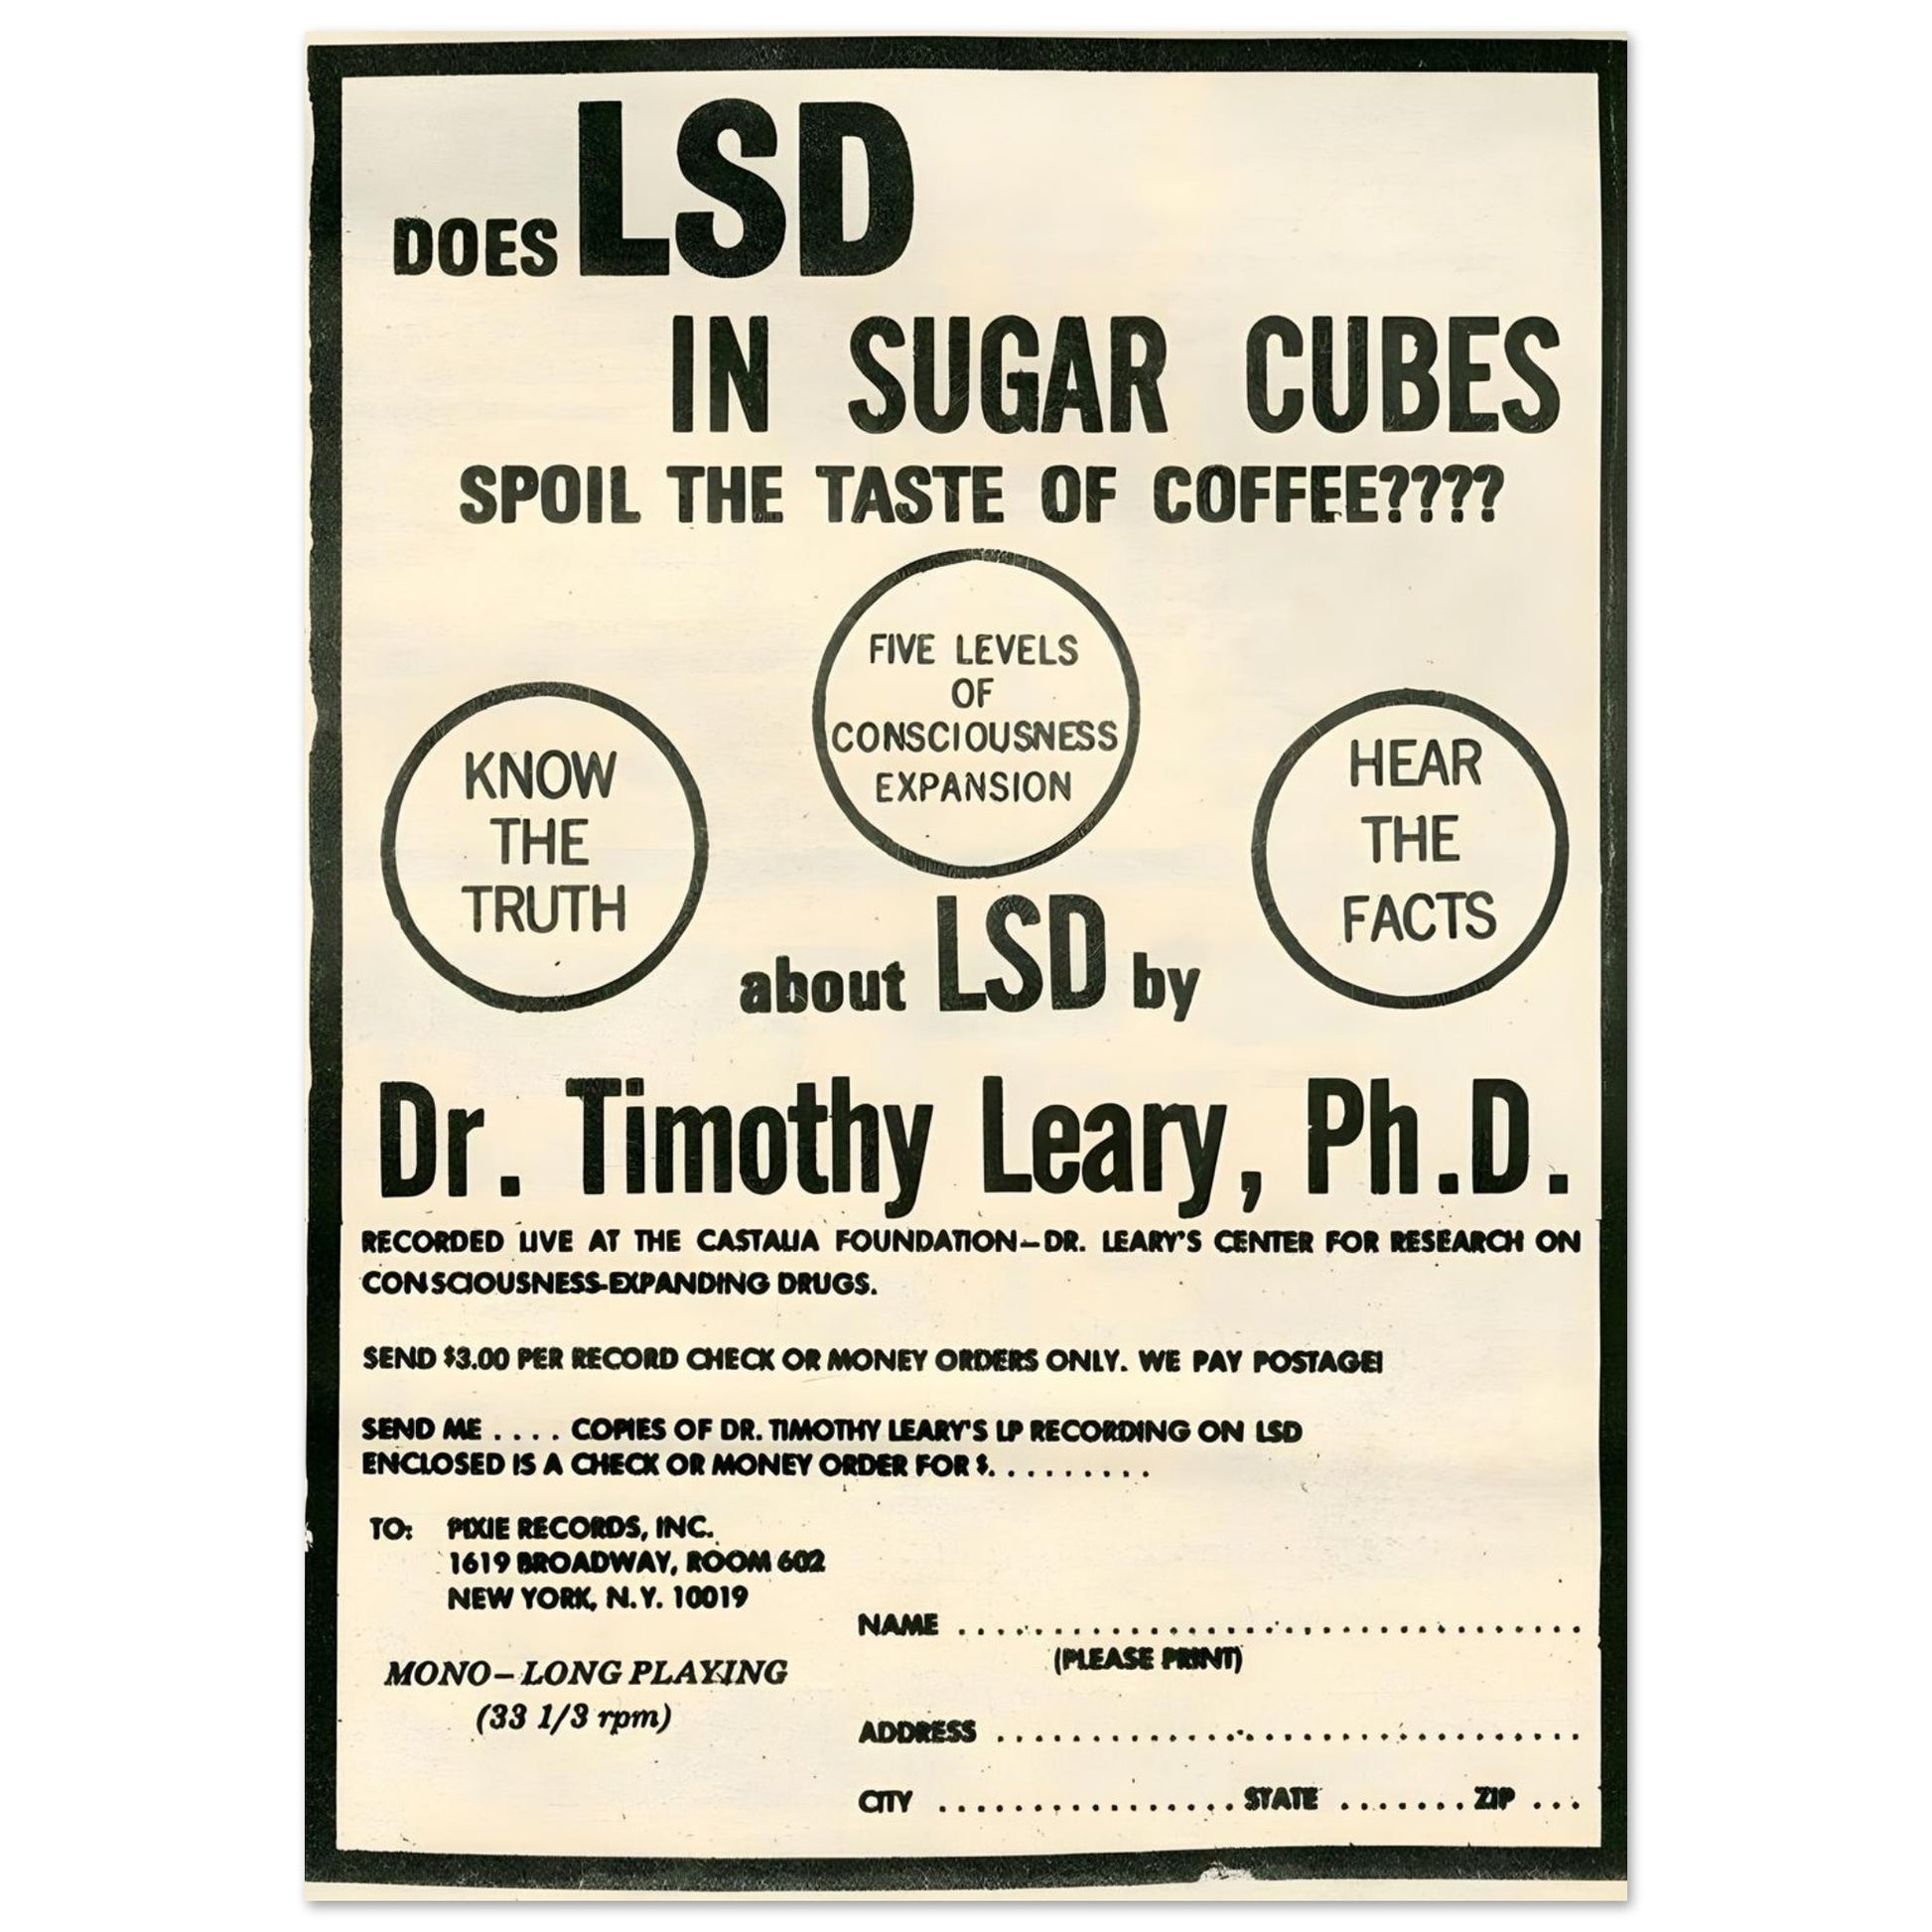 DOES LSD
IN SUGAR CUBES
SPOIL THE TASTE OF COFFEE????
FIVE LEVELS
OF
CONSCIOUSNESS
EXPANSION
KNOW
THE
TRUTH
HEAR
THE
FACTS
about LSD by
Dr. Timothy Leary, Ph.D.
RECORDED LIVE AT THE CASTALIA FOUNDATION—DR. LEARY'S CENTER FOR RESEARCH ON
CONSCIOUSNESS-EXPANDING DRUGS.
SEND $3.00 PER RECORD CHECK OR MONEY ORDERS ONLY. WE PAY POSTAGE!
SEND ME .... COPIES OF DR. TIMOTHY LEARY'S LP RECORDING ON LSD
ENCLOSED IS A CHECK OR MONEY ORDER FOR $.........
TO: PIXIE RECORDS, INC.
1619 BROADWAY, ROOM 602
NEW YORK, N.Y. 10019
MONO—LONG PLAYING
(33 1/3 rpm)
NAME ....................................
(PLEASE PRINT)
ADDRESS ..................................
CITY ................. STATE ....... ZIP ...